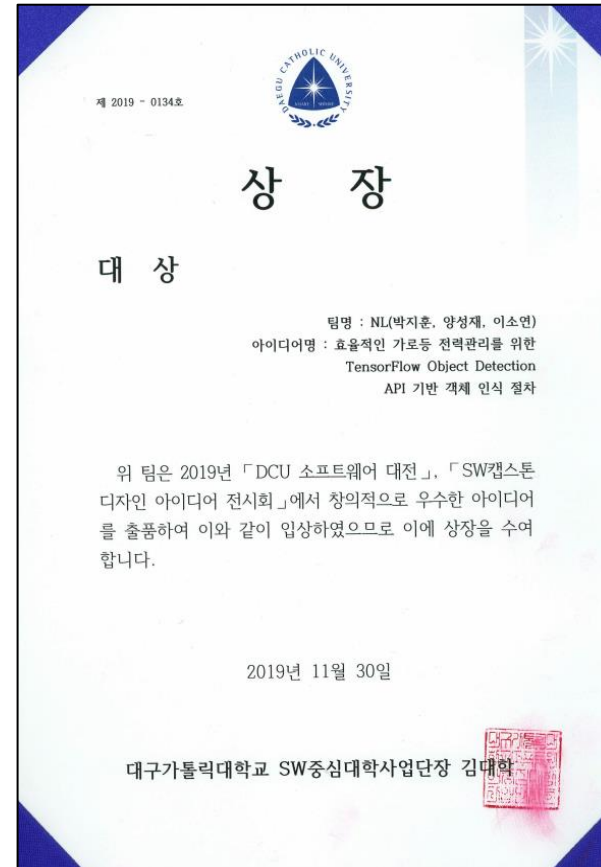 제 2019 - 0134호
DAEGU CATHOLIC UNIVERSITY
상 장
대 상
팀명 : NL(박지훈, 양성재, 이소연)
아이디어명 : 효율적인 가로등 전력관리를 위한
TensorFlow Object Detection
API 기반 객체 인식 절차
위 팀은 2019년 「DCU 소프트웨어 대전」, 「SW캡스톤
디자인 아이디어 전시회」에서 창의적으로 우수한 아이디어
를 출품하여 이와 같이 입상하였으므로 이에 상장을 수여
합니다.
2019년 11월 30일
대구가톨릭대학교 SW중심대학사업단장 김대학